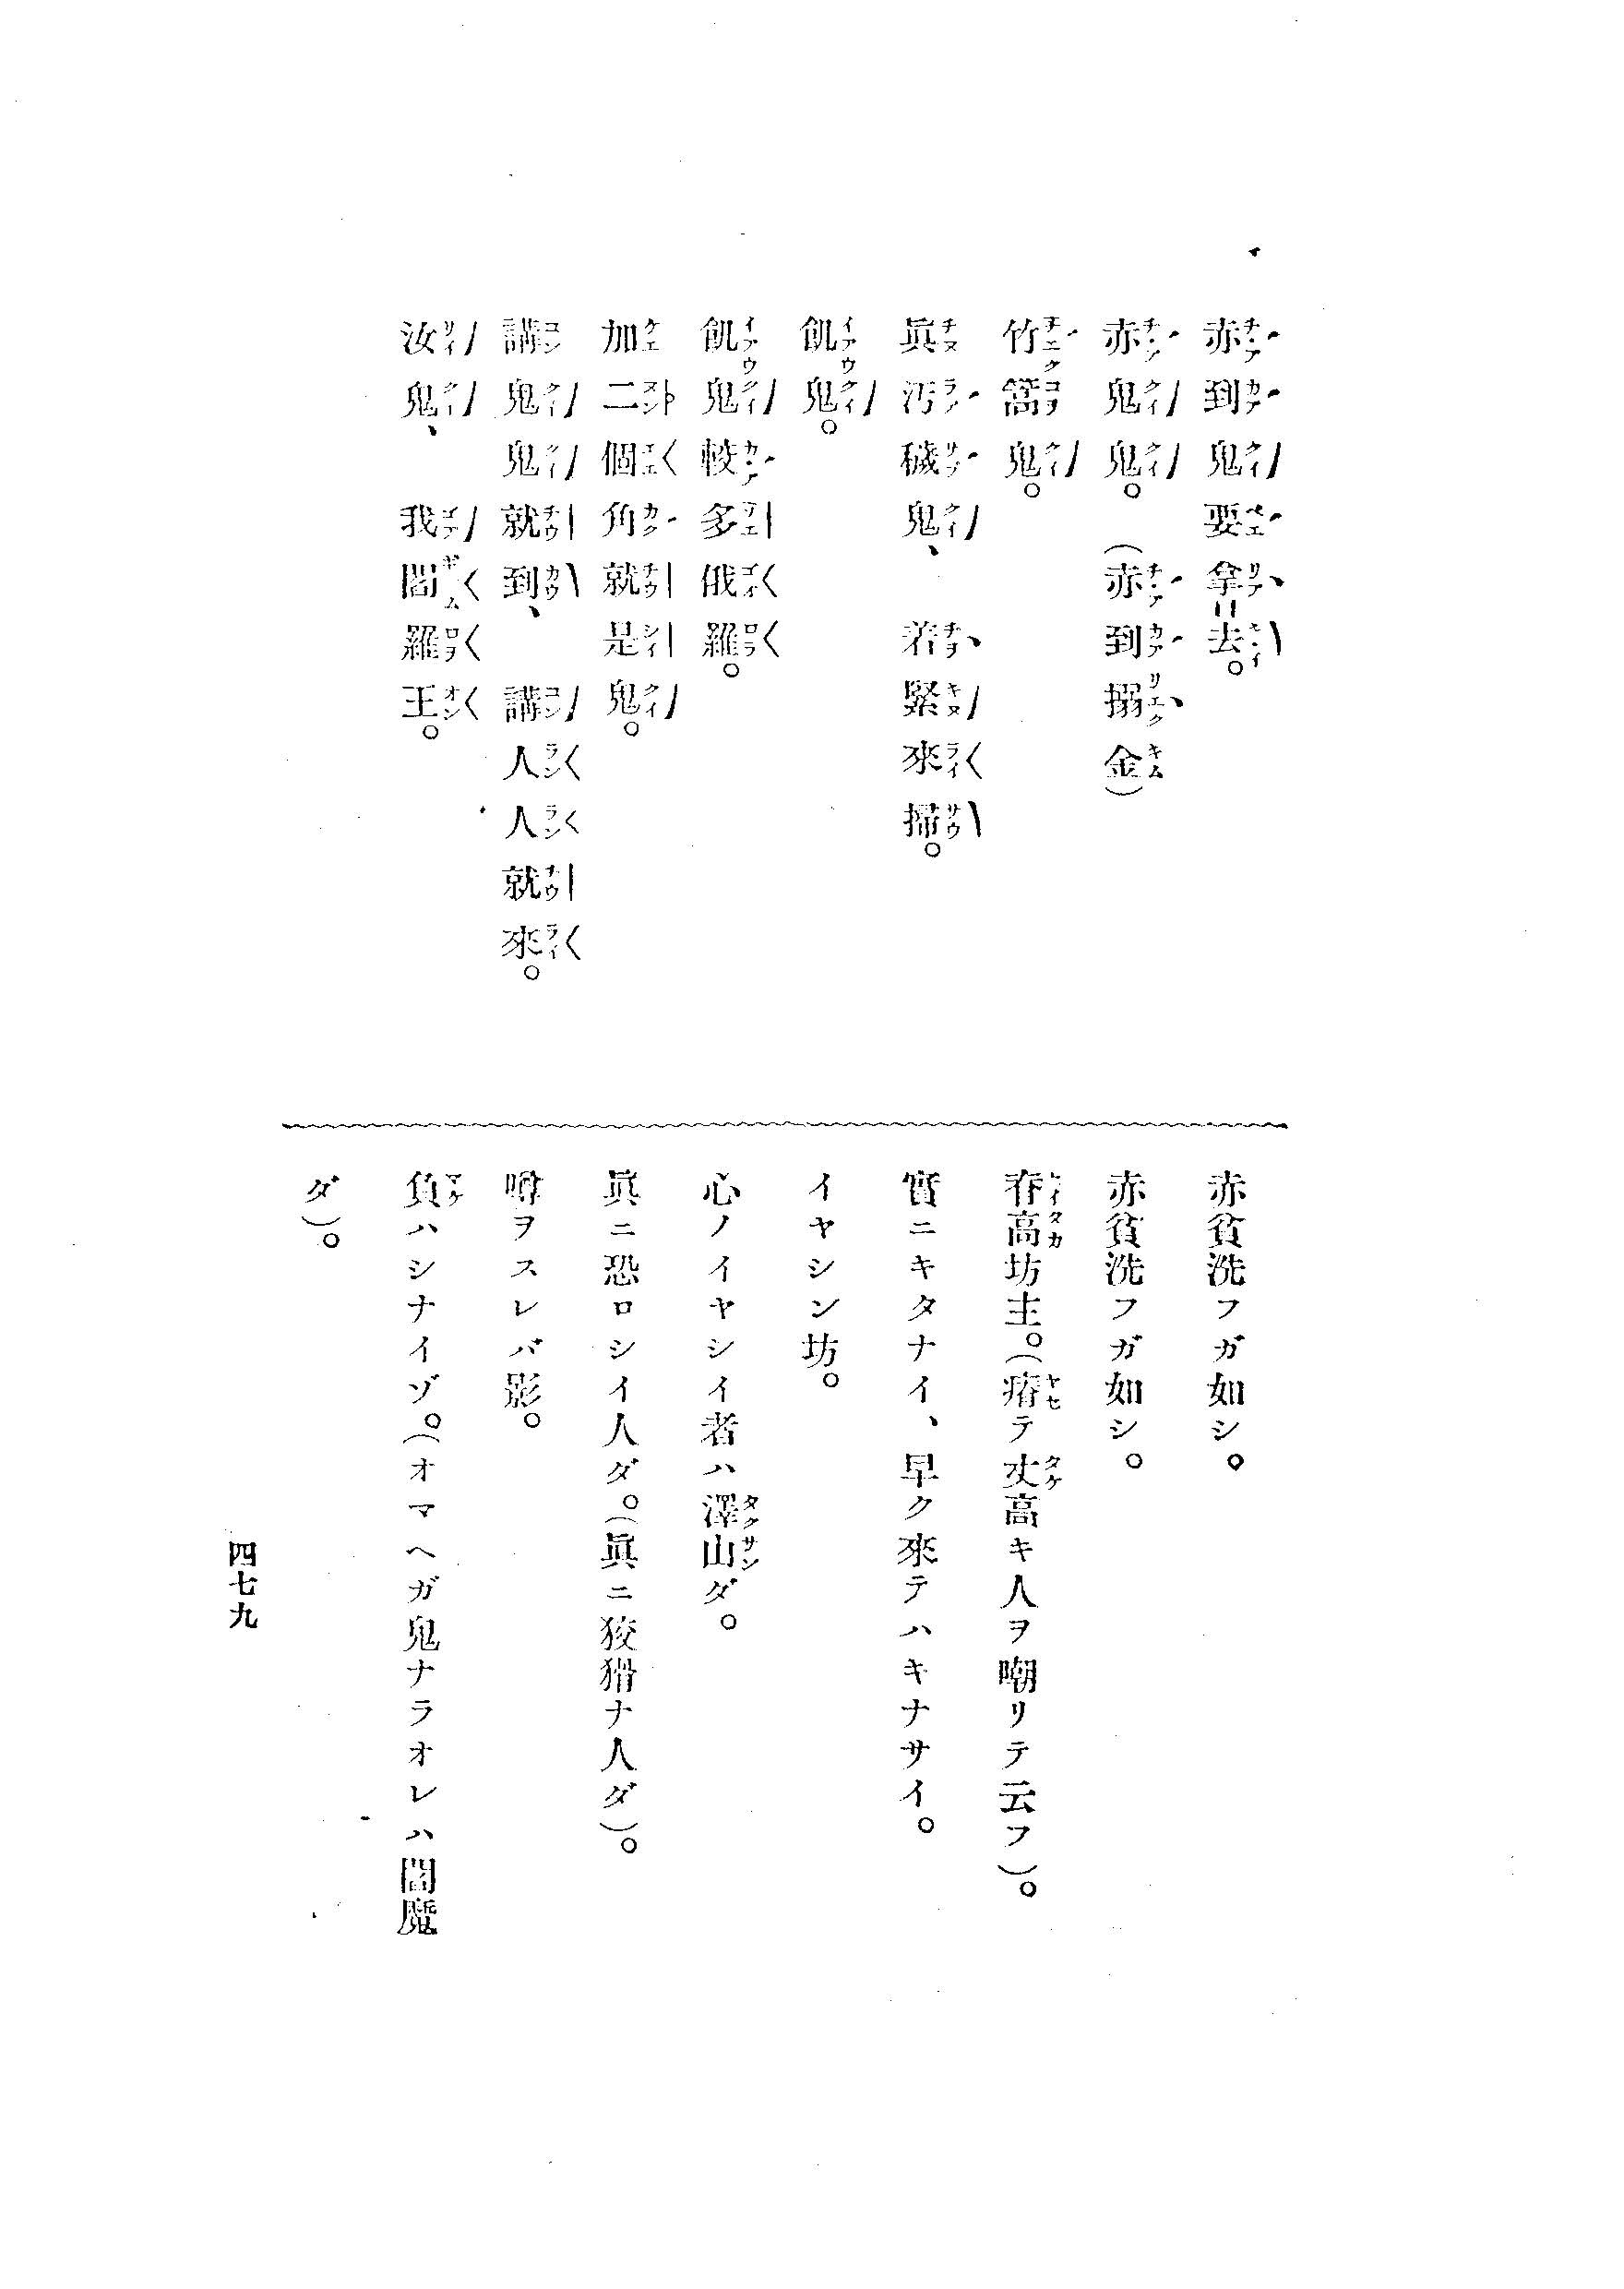 赤到鬼要拿〓去。
赤鬼鬼。(赤到搦金)
竹篙鬼。
眞汚穢鬼、 若緊來掃。
飢鬼。
飢鬼較多俄羅。
加二個角就是鬼。
講鬼鬼就到、 講人人就來。
汝鬼、 我閻羅王。
赤貧洗フガ如シ。
赤貧洗フガ如シ。
脊高坊主。(瘠テ丈高キ人ヲ嘲リテ云フ)。
實ニキタナイ、早ク來テハキナサイ。
イヤシン坊。
心ノイヤシイ者ハ澤山ダ。
眞ニ恐ロシイ人ダ。(眞ニ狡猾ナ人ダ)。
噂ヲスレバ影。
負ハシナイゾ。(オマヘガ鬼ナラオレハ閻魔
ダ)。
四七九